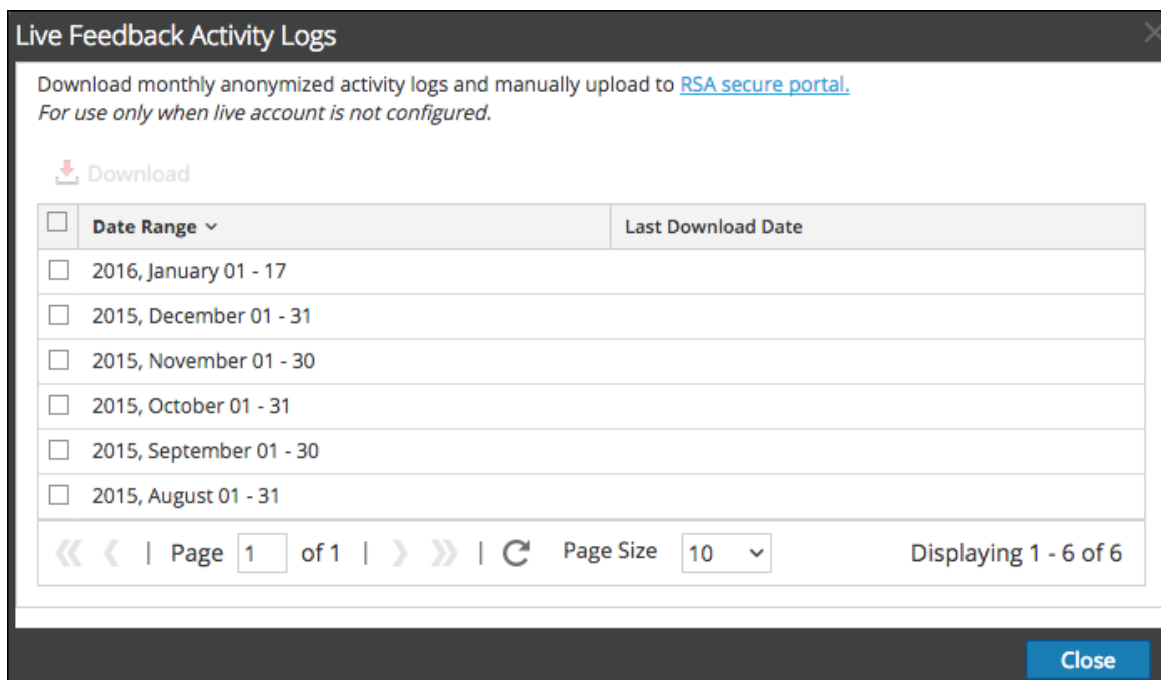 Live Feedback Activity Logs
Download monthly anonymized activity logs and manually upload to RSA secure portal.
For use only when live account is not configured.
Download
Date Range Last Download Date
2016, January 01 - 17
2015, December 01 - 31
2015, November 01 - 30
2015, October 01 - 31
2015, September 01 - 30
2015, August 01 - 31
| Page 1 of 1 | | Page Size 10 Displaying 1 - 6 of 6
Close